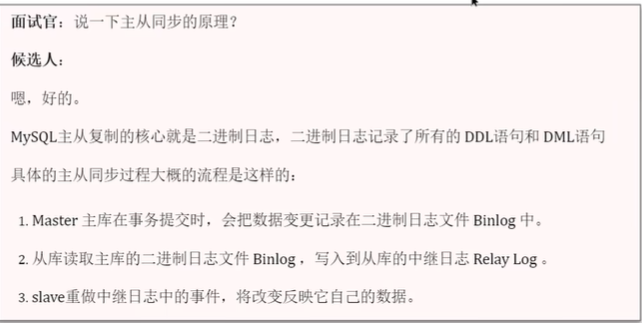 面试官：说一下主从同步的原理？
候选人：
嗯，好的。
MySQL主从复制的核心就是二进制日志，二进制日志记录了所有的 DDL语句和 DML语句
具体的主从同步过程大概的流程是这样的：
1. Master 主库在事务提交时，会把数据变更记录在二进制日志文件 Binlog 中。
2. 从库读取主库的二进制日志文件 Binlog ，写入到从库的中继日志 Relay Log 。
3. slave重做中继日志中的事件，将改变反映它自己的数据。